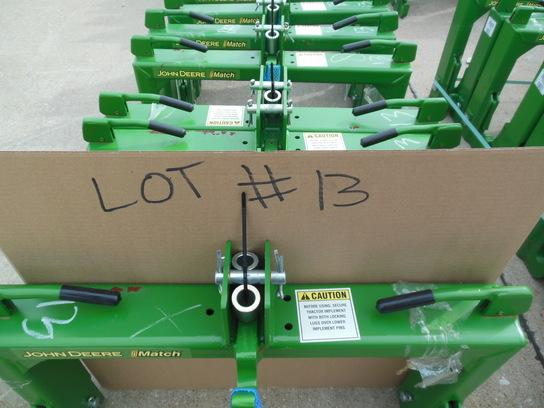 JOHN DEERE iMatch
CAUTION
CAUTION
LOT # 13
CAUTION
BEFORE USING, SECURE
TRACTOR IMPLEMENT
WITH BOTH LOCKING
LUGS OVER LOWER
IMPLEMENT PINS
JOHN DEERE iMatch